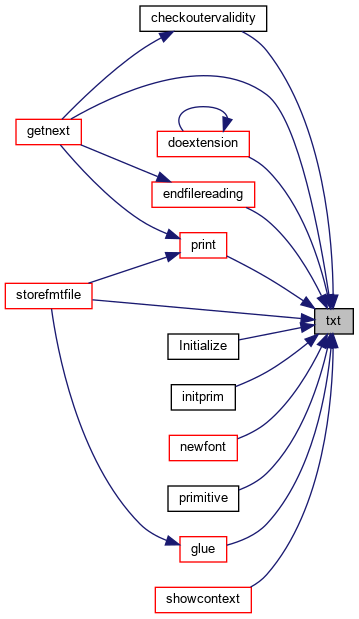 checkoutervalidity
getnext
doextension
endfilereading
print
storefmtfile
txt
Initialize
initprim
newfont
primitive
glue
showcontext